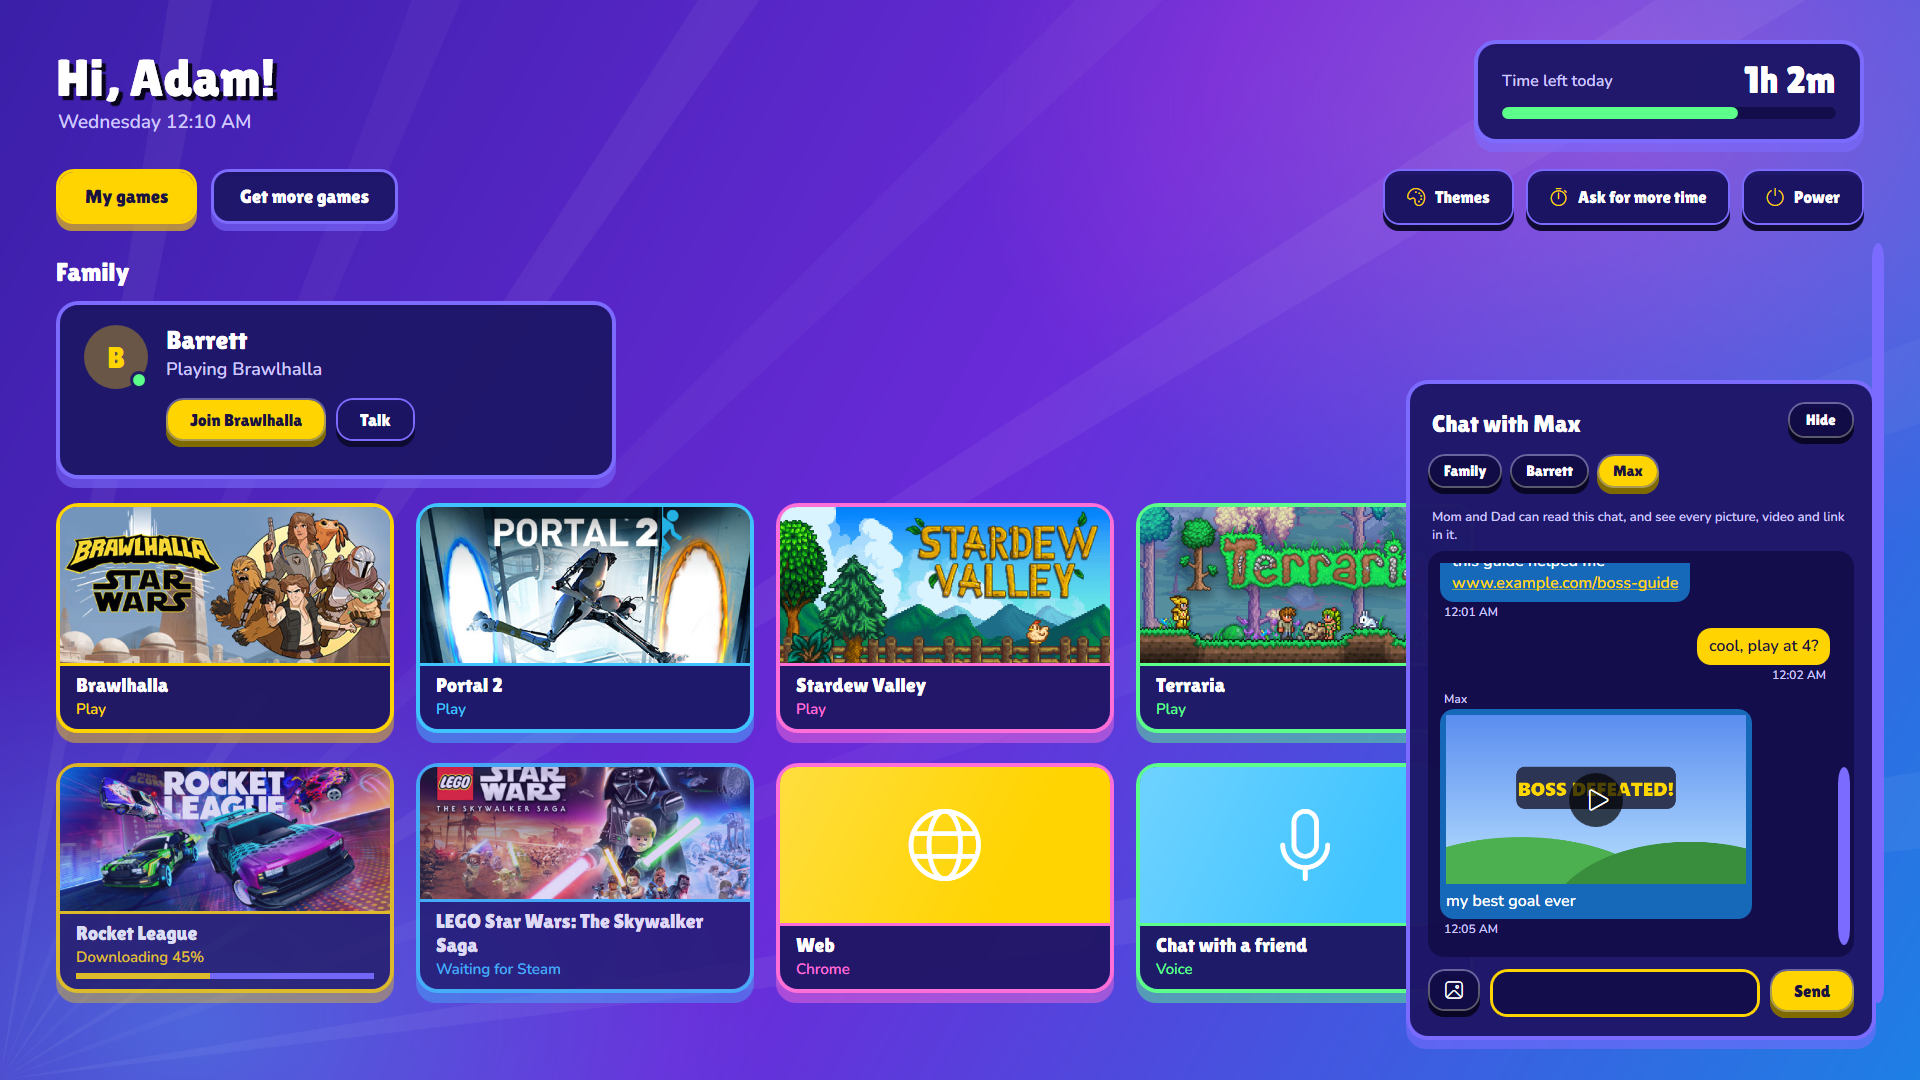 Hi, Adam!
Wednesday 12:10 AM
Time left today
1h 2m
My games
Get more games
Themes
Ask for more time
Power
Family
B
Barrett
Playing Brawlhalla
Join Brawlhalla
Talk
BRAWLHALLA
STAR
WARS
Brawlhalla
Play
PORTAL 2
Portal 2
Play
STARDEW
VALLEY
Stardew Valley
Play
Terraria
Terraria
Play
ROCKET
LEAGUE
Rocket League
Downloading 45%
LEGO
STAR
WARS
THE SKYWALKER SAGA
LEGO Star Wars: The Skywalker
Saga
Waiting for Steam
Web
Chrome
Chat with a friend
Voice
Chat with Max
Hide
Family
Barrett
Max
Mom and Dad can read this chat, and see every picture, video and link
in it.
this guide helped me
www.example.com/boss-guide
12:01 AM
cool, play at 4?
12:02 AM
Max
BOSS DEFEATED!
my best goal ever
12:05 AM
Send